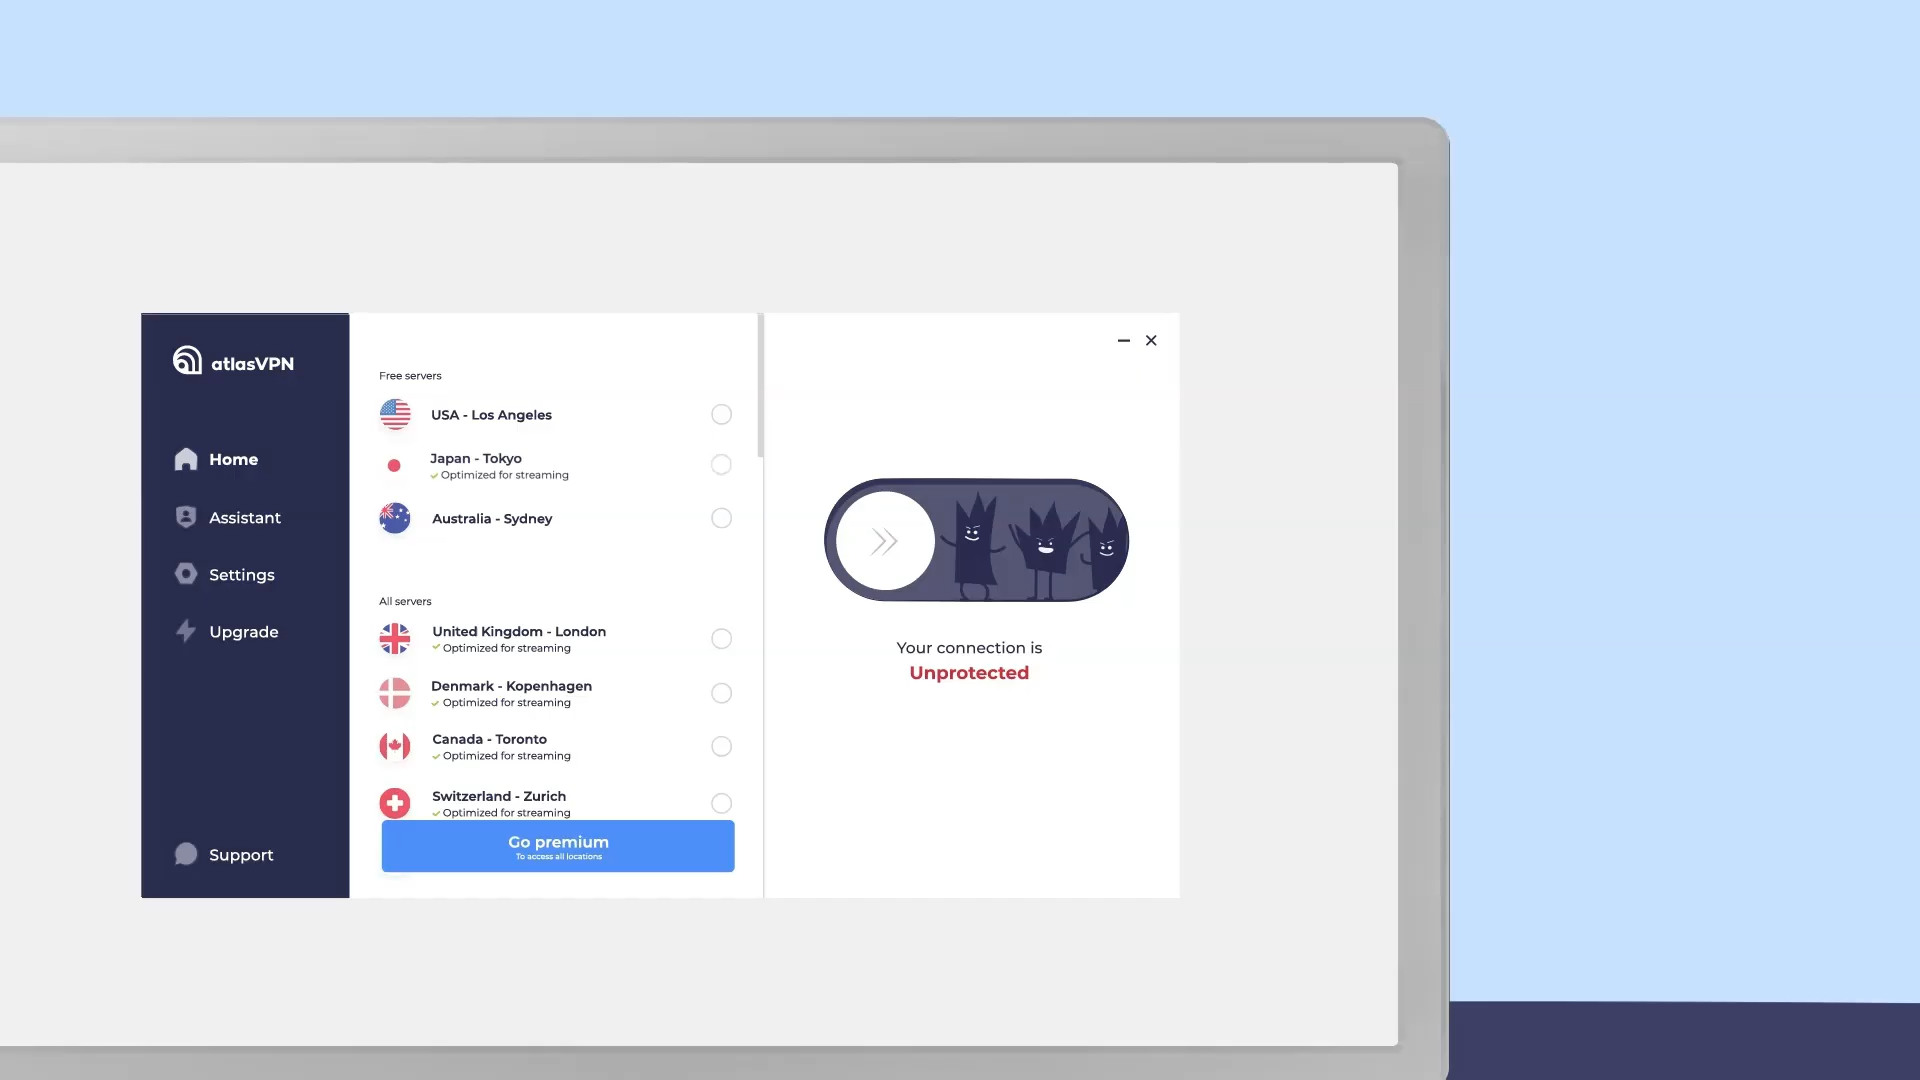 atlasVPN
Home
Assistant
Settings
Upgrade
Support
Free servers
USA - Los Angeles
Japan - Tokyo
Optimized for streaming
Australia - Sydney
All servers
United Kingdom - London
Optimized for streaming
Denmark - Kopenhagen
Optimized for streaming
Canada - Toronto
Optimized for streaming
Switzerland - Zurich
Optimized for streaming
Go premium
To access all locations
Your connection is
Unprotected